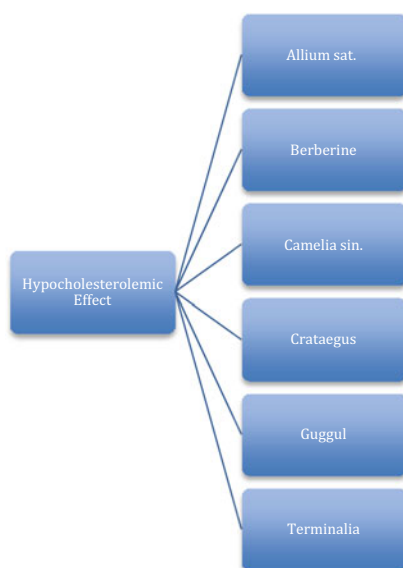 Allium sat.
Berberine
Camelia sin.
Hypocholesterolemic
Effect
Crataegus
Guggul
Terminalia